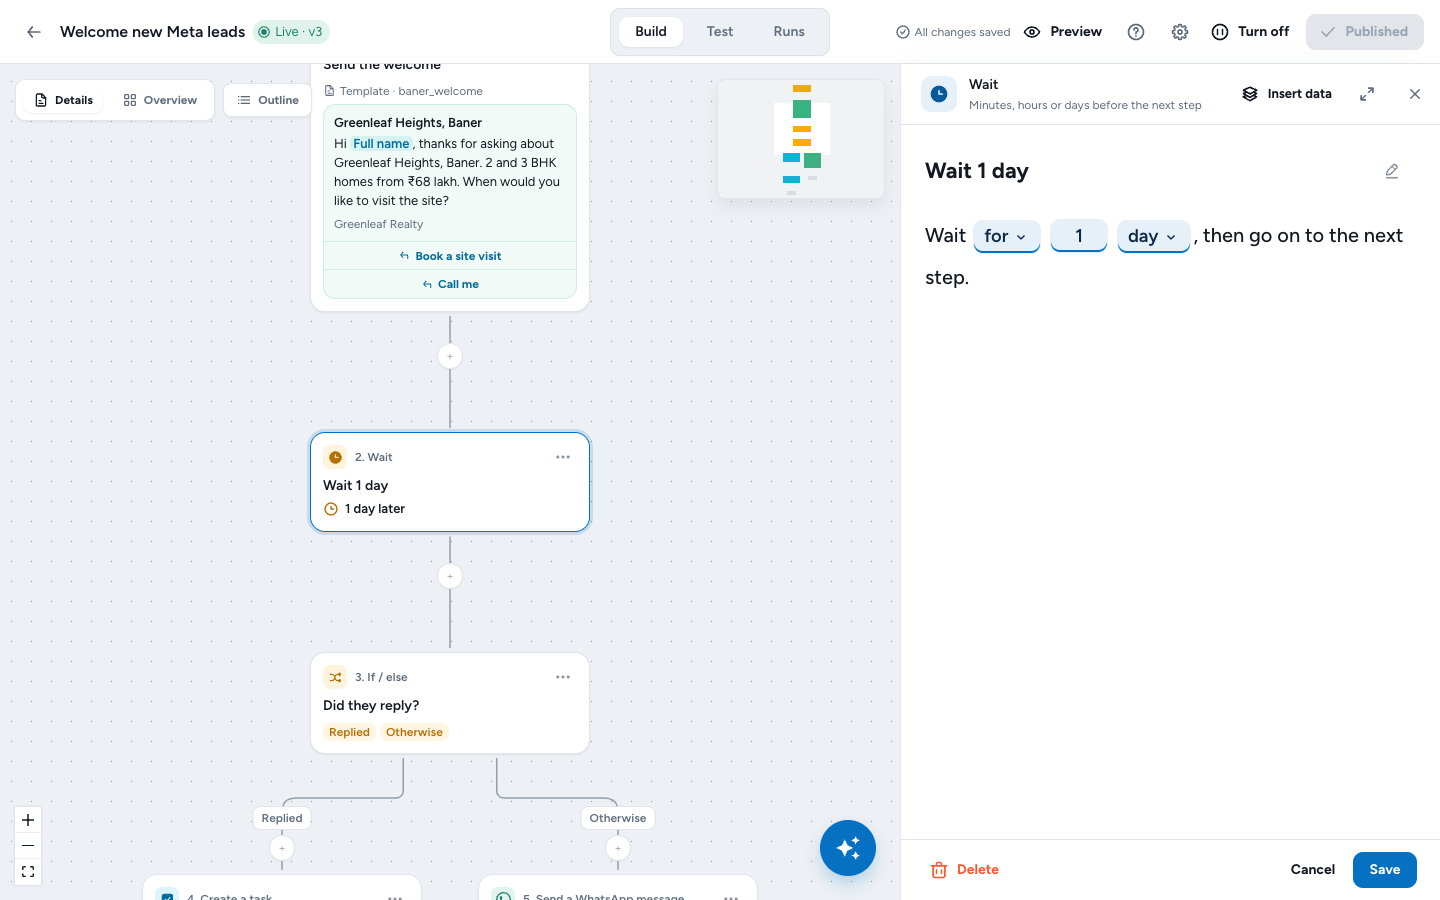 Welcome new Meta leads
Live · v3
Build
Test
Runs
All changes saved
Preview
Turn off
Published
Details
Overview
Outline
Send the welcome
Template · baner_welcome
Greenleaf Heights, Baner
Hi Full name, thanks for asking about
Greenleaf Heights, Baner. 2 and 3 BHK
homes from ₹68 lakh. When would you
like to visit the site?
Greenleaf Realty
Book a site visit
Call me
2. Wait
Wait 1 day
1 day later
3. If / else
Did they reply?
Replied
Otherwise
Replied
Otherwise
4. Create a task
5. Send a WhatsApp message
Wait
Minutes, hours or days before the next step
Insert data
Wait 1 day
Wait for 1 day, then go on to the next
step.
Delete
Cancel
Save